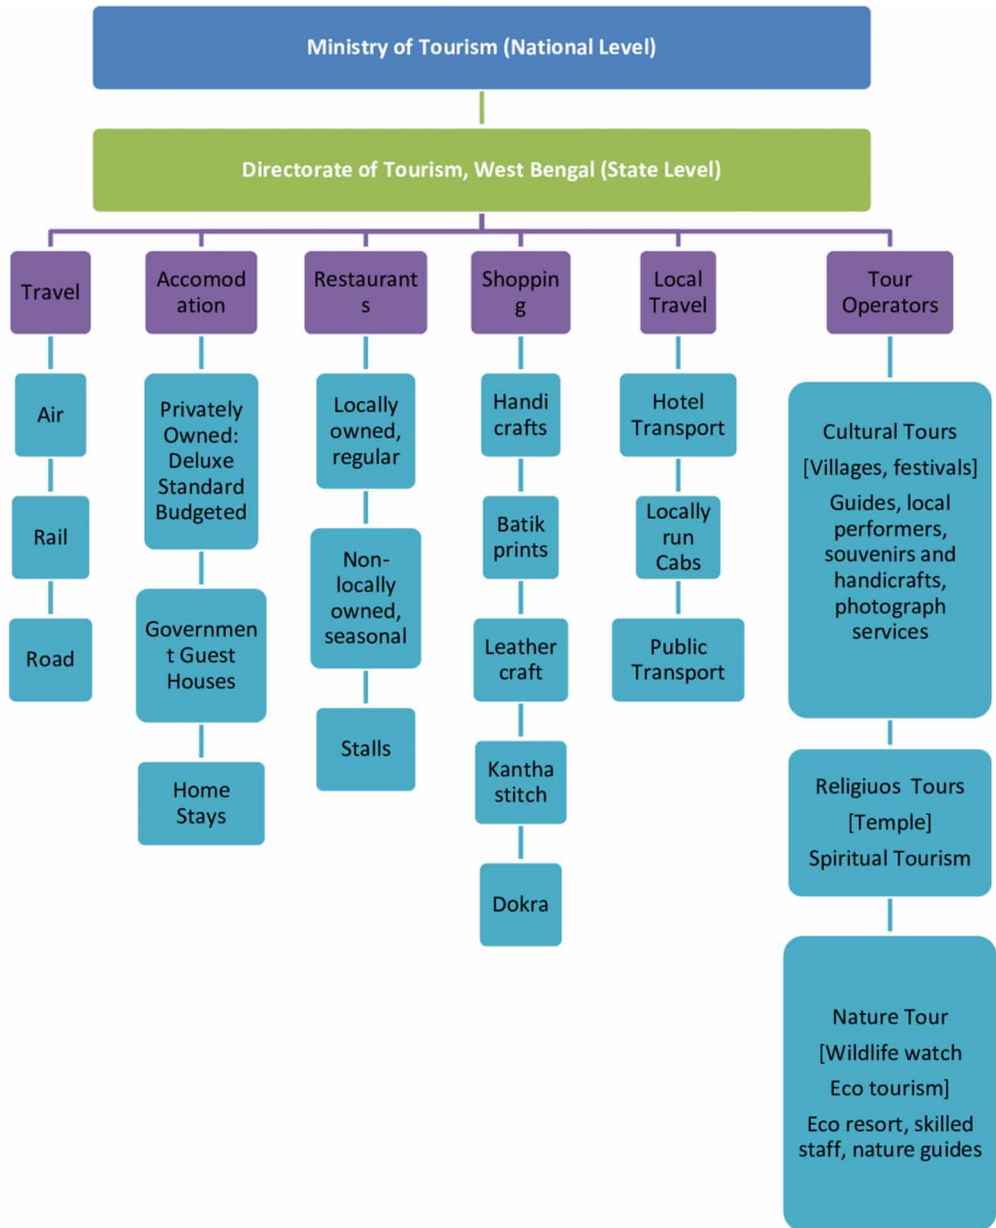 Ministry of Tourism (National Level)
Directorate of Tourism, West Bengal (State Level)
Travel
Air
Rail
Road
Accomod
ation
Privately
Owned:
Deluxe
Standard
Budgeted
Governmen
t Guest
Houses
Home
Stays
Restaurant
s
Locally
owned,
regular
Non-
locally
owned,
seasonal
Stalls
Shoppin
g
Handi
crafts
Batik
prints
Leather
craft
Kantha
stitch
Dokra
Local
Travel
Hotel
Transport
Locally
run
Cabs
Public
Transport
Tour
Operators
Cultural Tours
[Villages, festivals]
Guides, local
performers,
souvenirs and
handicrafts,
photograph
services
Religiuos Tours
[Temple]
Spiritual Tourism
Nature Tour
[Wildlife watch
Eco tourism]
Eco resort, skilled
staff, nature guides